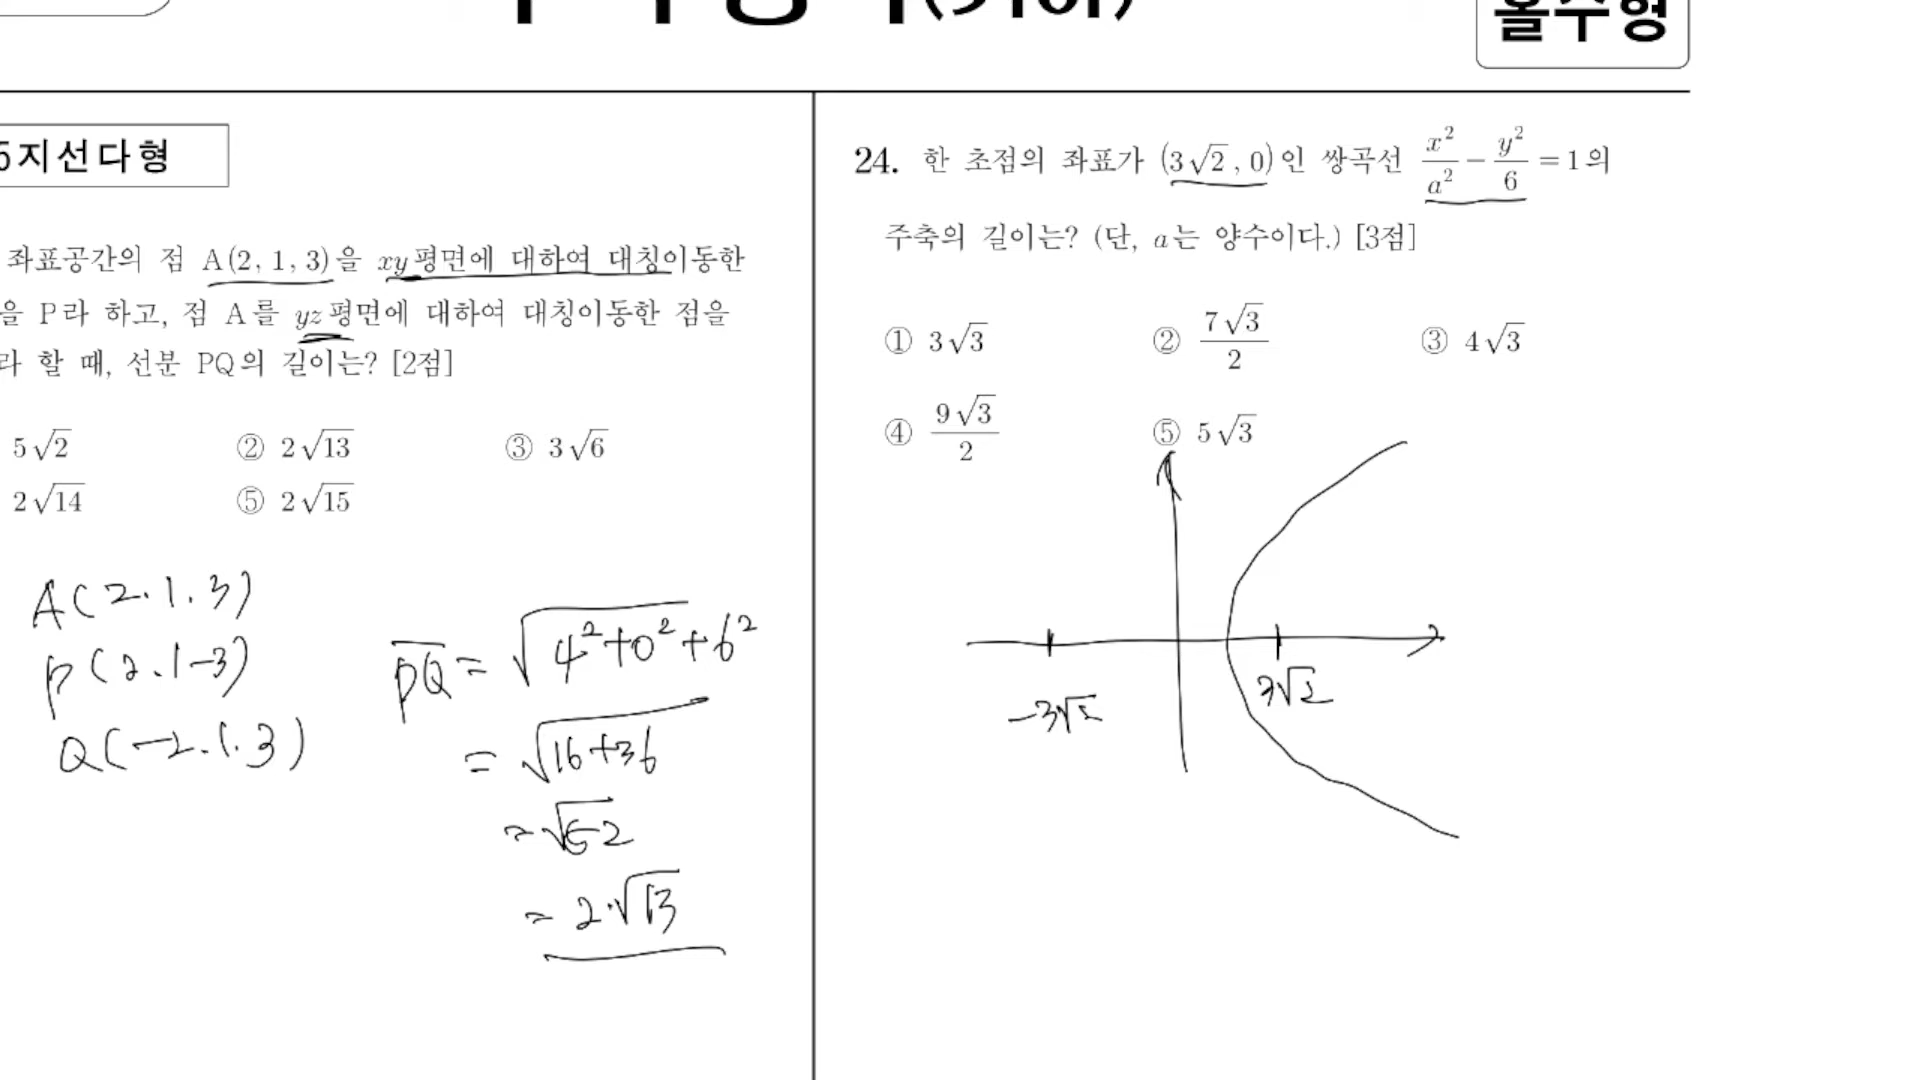 홀수형
5지선다형
좌표공간의 점 A(2, 1, 3)을 xy평면에 대하여 대칭이동한
을 P라 하고, 점 A를 yz평면에 대하여 대칭이동한 점을
라 할 때, 선분 PQ의 길이는? [2점]
5√2 ② 2√13 ③ 3√6
2√14 ⑤ 2√15
A(2.1.3)
P(2.1-3)
Q(-2.1.3)
PQ = √4²+0²+6²
= √16+36
= √52
= 2√13
24. 한 초점의 좌표가 (3√2, 0)인 쌍곡선 x²/a² − y²/6 = 1의
주축의 길이는? (단, a는 양수이다.) [3점]
① 3√3 ② 7√3/2 ③ 4√3
④ 9√3/2 ⑤ 5√3
-3√2 3√2